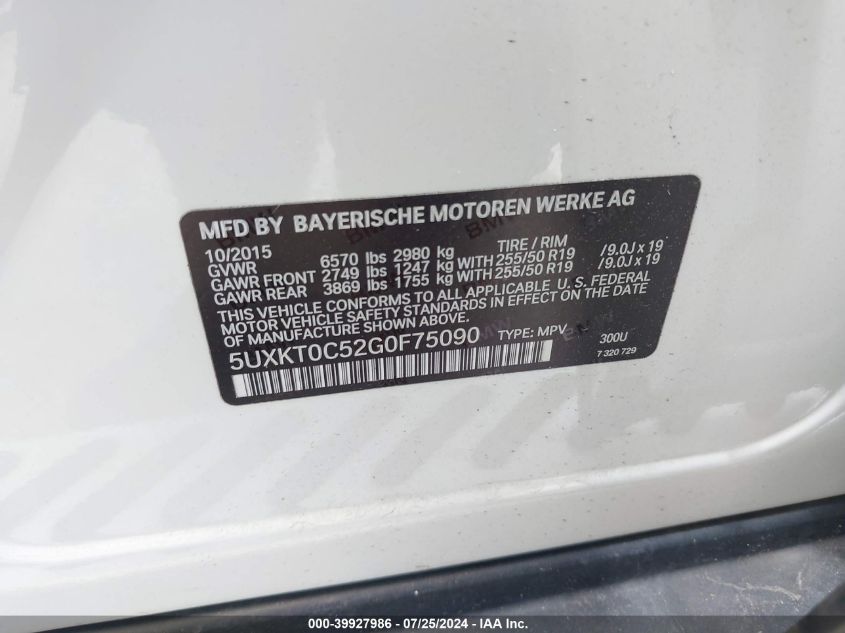 MFD BY BAYERISCHE MOTOREN WERKE AG
10/2015 TIRE / RIM
GVWR 6570 lbs 2980 kg
GAWR FRONT 2749 lbs 1247 kg WITH 255/50 R19 /9.0J x 19
GAWR REAR 3869 lbs 1755 kg WITH 255/50 R19 /9.0J x 19
THIS VEHICLE CONFORMS TO ALL APPLICABLE U.S. FEDERAL
MOTOR VEHICLE SAFETY STANDARDS IN EFFECT ON THE DATE
OF MANUFACTURE SHOWN ABOVE.
5UXKT0C52G0F75090 TYPE: MPV 300U
7 320 729
000-39927986 / 07/25/2024 - IAA Inc.